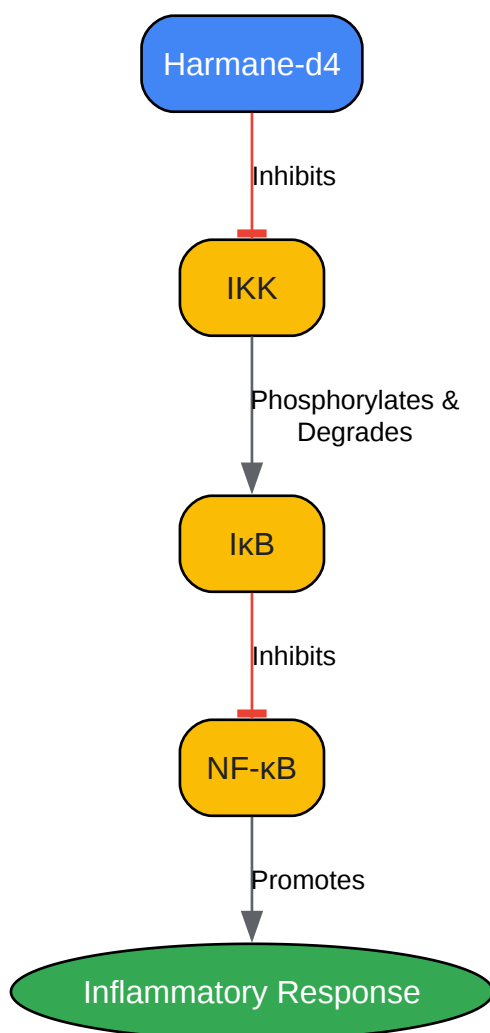 Harmane-d4
Inhibits
IKK
Phosphorylates &
Degrades
IκB
Inhibits
NF-κB
Promotes
Inflammatory Response